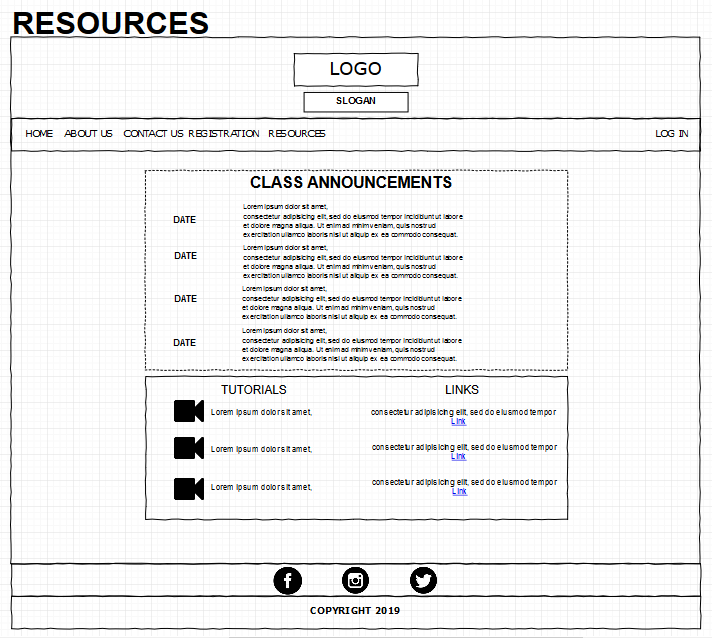 RESOURCES
LOGO
SLOGAN
HOME ABOUT US CONTACT US REGISTRATION RESOURCES LOG IN
CLASS ANNOUNCEMENTS
DATE
Lorem ipsum dolor sit amet,
consectetur adipisicing elit, sed do eiusmod tempor incididunt ut labore
et dolore magna aliqua. Ut enim ad minim veniam, quis nostrud
exercitation ullamco laboris nisi ut aliquip ex ea commodo consequat.
DATE
Lorem ipsum dolor sit amet,
consectetur adipisicing elit, sed do eiusmod tempor incididunt ut labore
et dolore magna aliqua. Ut enim ad minim veniam, quis nostrud
exercitation ullamco laboris nisi ut aliquip ex ea commodo consequat.
DATE
Lorem ipsum dolor sit amet,
consectetur adipisicing elit, sed do eiusmod tempor incididunt ut labore
et dolore magna aliqua. Ut enim ad minim veniam, quis nostrud
exercitation ullamco laboris nisi ut aliquip ex ea commodo consequat.
DATE
Lorem ipsum dolor sit amet,
consectetur adipisicing elit, sed do eiusmod tempor incididunt ut labore
et dolore magna aliqua. Ut enim ad minim veniam, quis nostrud
exercitation ullamco laboris nisi ut aliquip ex ea commodo consequat.
TUTORIALS
Lorem ipsum dolor sit amet,
Lorem ipsum dolor sit amet,
Lorem ipsum dolor sit amet,
LINKS
consectetur adipisicing elit, sed do eiusmod tempor
Link
consectetur adipisicing elit, sed do eiusmod tempor
Link
consectetur adipisicing elit, sed do eiusmod tempor
Link
COPYRIGHT 2019